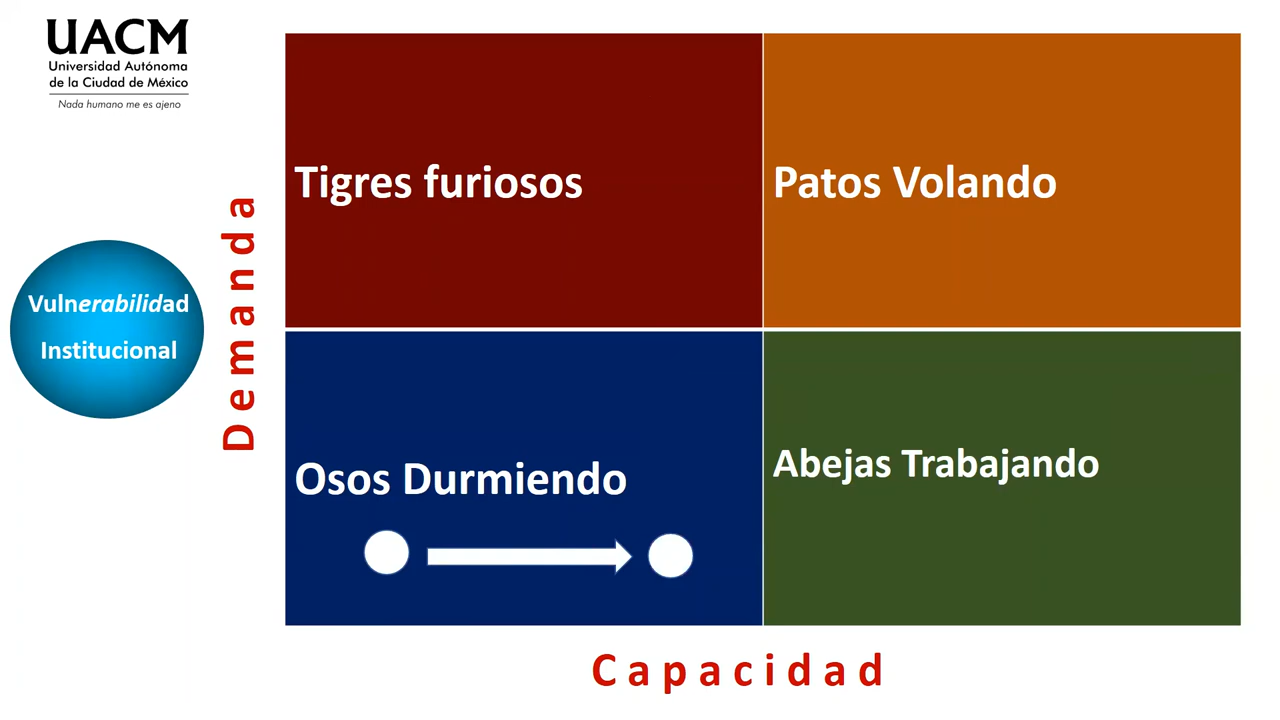 UACM
Universidad Autónoma
de la Ciudad de México
Nada humano me es ajeno
Vulnerabilidad
Institucional
Demanda
Tigres furiosos
Patos Volando
Osos Durmiendo
Abejas Trabajando
Capacidad